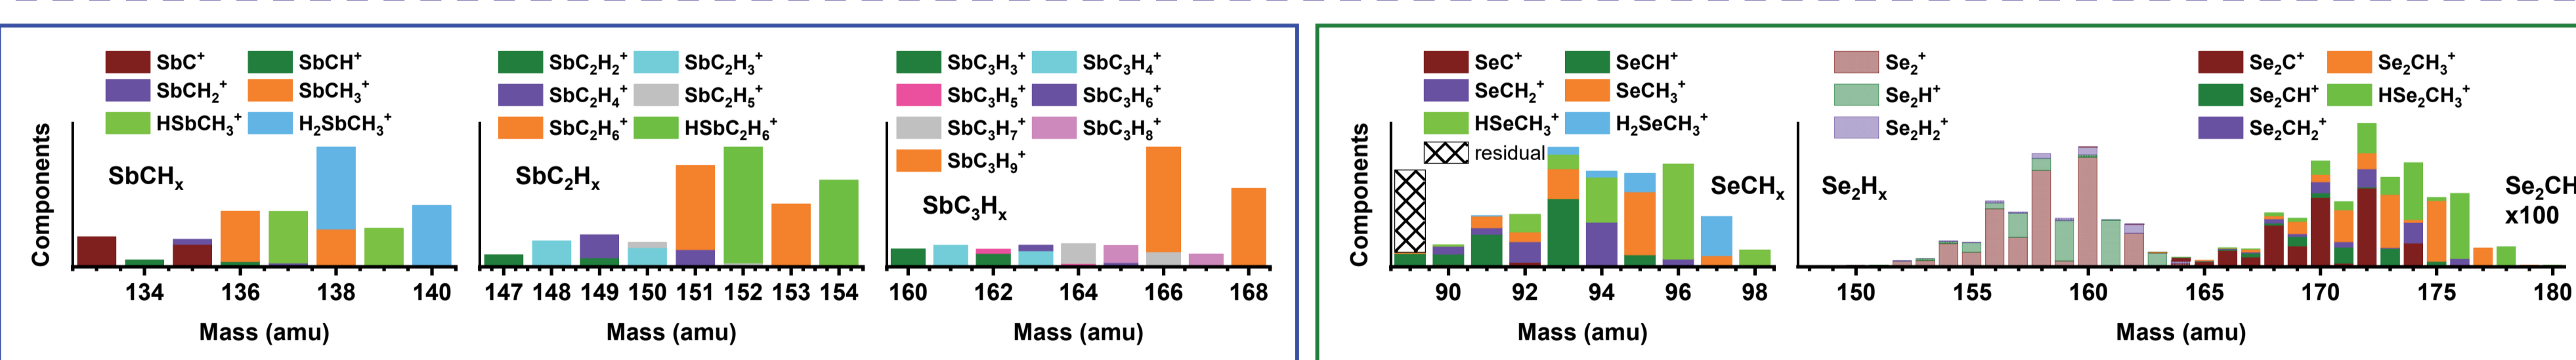 Components
SbC⁺ SbCH⁺
SbCH₂⁺ SbCH₃⁺
HSbCH₃⁺ H₂SbCH₃⁺
SbCHₓ
134 136 138 140
Mass (amu)
SbC₂H₂⁺ SbC₂H₃⁺
SbC₂H₄⁺ SbC₂H₅⁺
SbC₂H₆⁺ HSbC₂H₆⁺
SbC₂Hₓ
147 148 149 150 151 152 153 154
Mass (amu)
SbC₃H₃⁺ SbC₃H₄⁺
SbC₃H₅⁺ SbC₃H₆⁺
SbC₃H₇⁺ SbC₃H₈⁺
SbC₃H₉⁺
SbC₃Hₓ
160 162 164 166 168
Mass (amu)
Components
SeC⁺ SeCH⁺
SeCH₂⁺ SeCH₃⁺
HSeCH₃⁺ H₂SeCH₃⁺
residual
SeCHₓ
90 92 94 96 98
Mass (amu)
Se₂⁺
Se₂H⁺
Se₂H₂⁺
Se₂Hₓ
Se₂C⁺ Se₂CH₃⁺
Se₂CH⁺ HSe₂CH₃⁺
Se₂CH₂⁺
Se₂CH
x100
150 155 160 165 170 175 180
Mass (amu)